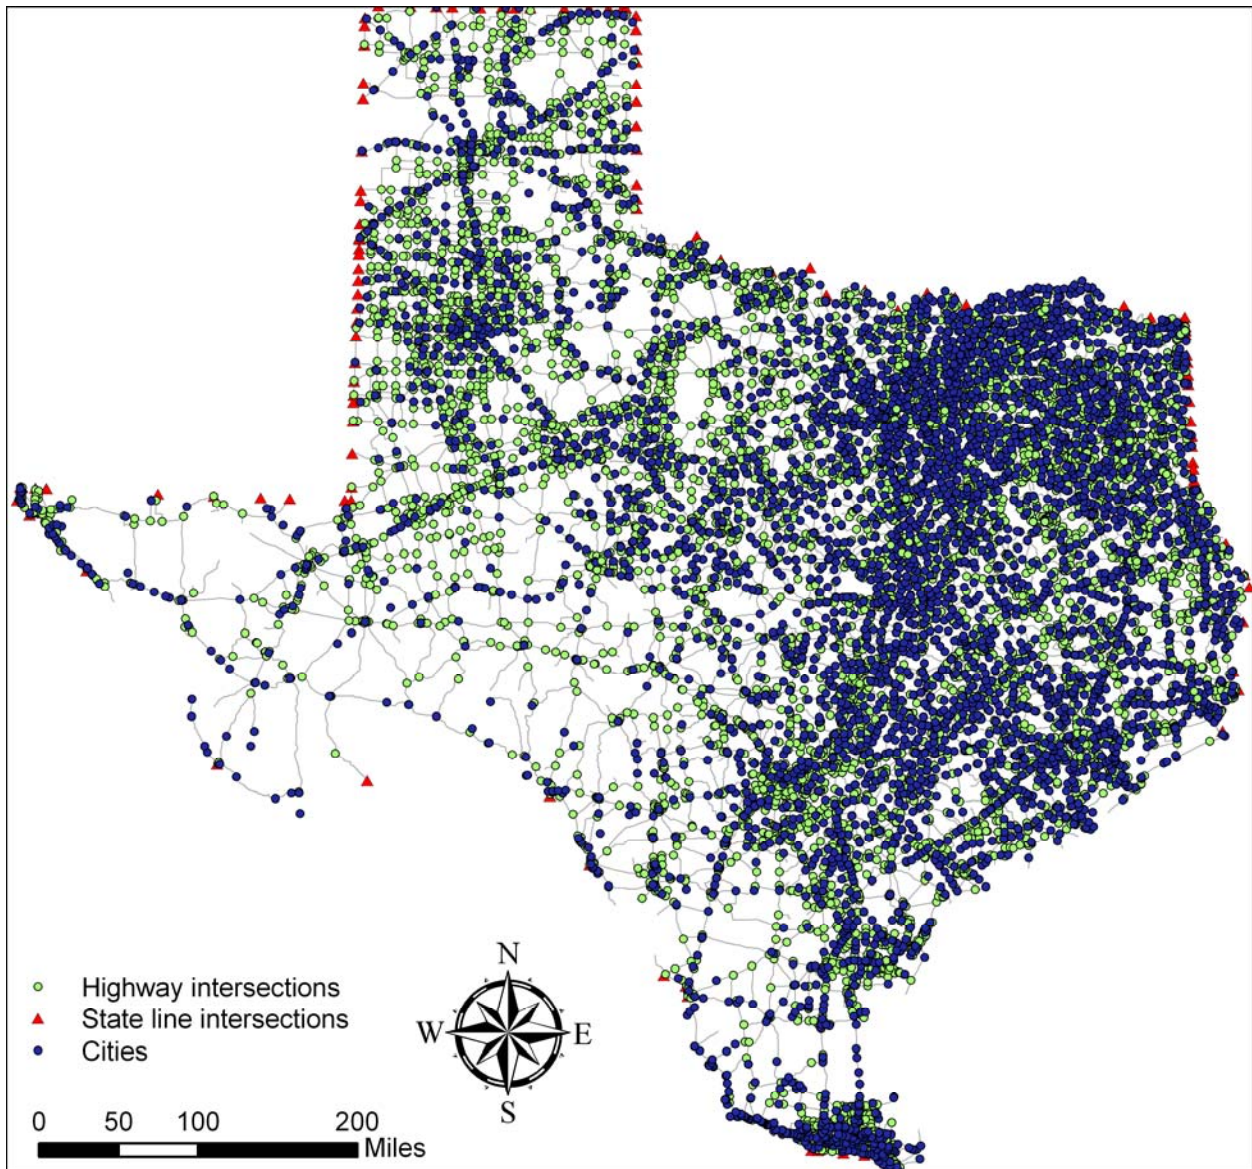 Highway intersections
State line intersections
Cities
N
W E
S
0 50 100 200
Miles